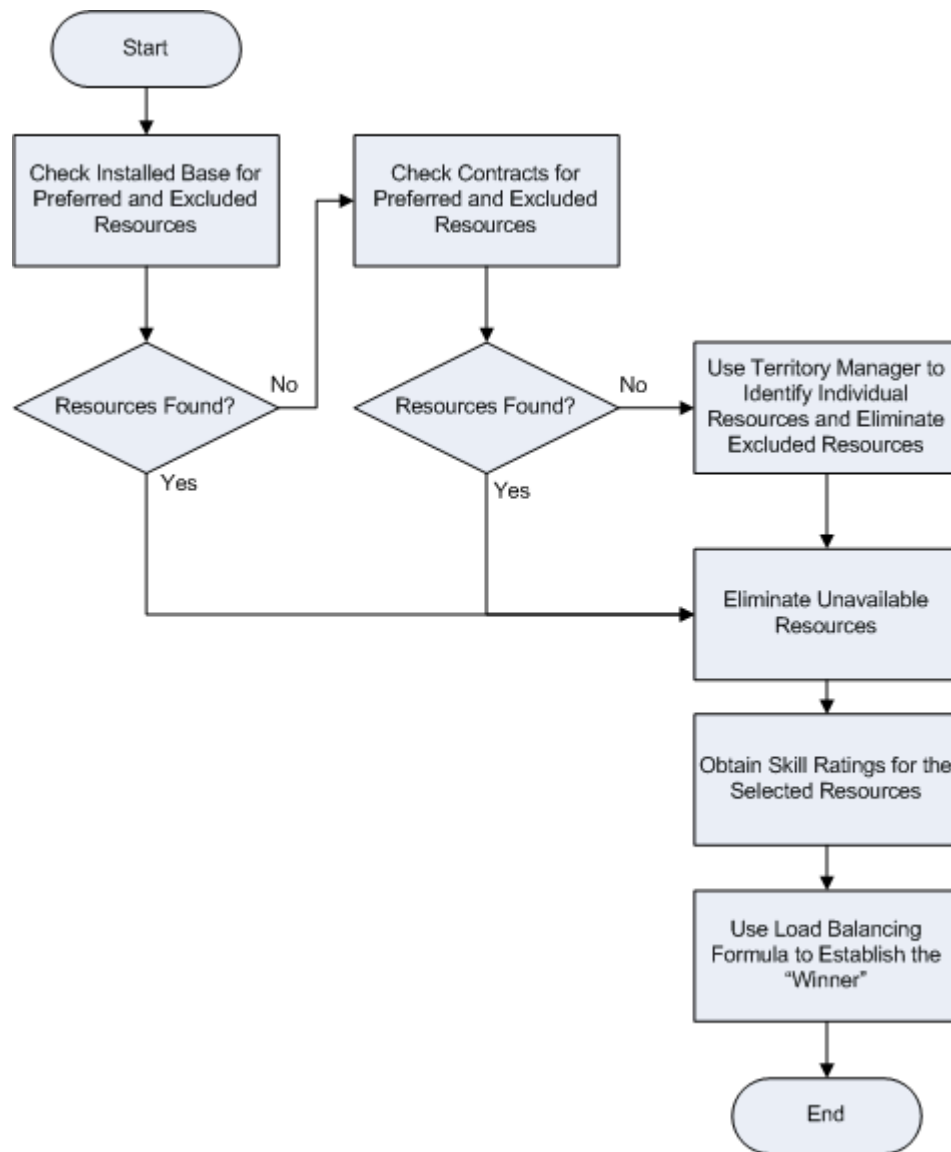 Start
Check Installed Base for
Preferred and Excluded
Resources
Check Contracts for
Preferred and Excluded
Resources
Resources Found?
No
Yes
Resources Found?
No
Yes
Use Territory Manager to
Identify Individual
Resources and Eliminate
Excluded Resources
Eliminate Unavailable
Resources
Obtain Skill Ratings for the
Selected Resources
Use Load Balancing
Formula to Establish the
“Winner”
End